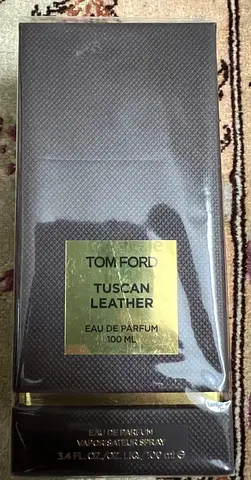 TOM FORD
TUSCAN
LEATHER
EAU DE PARFUM
100 ML
EAU DE PARFUM
VAPORISATEUR SPRAY
3.4 FL.OZ./OZ. LIQ./100 ml ℮